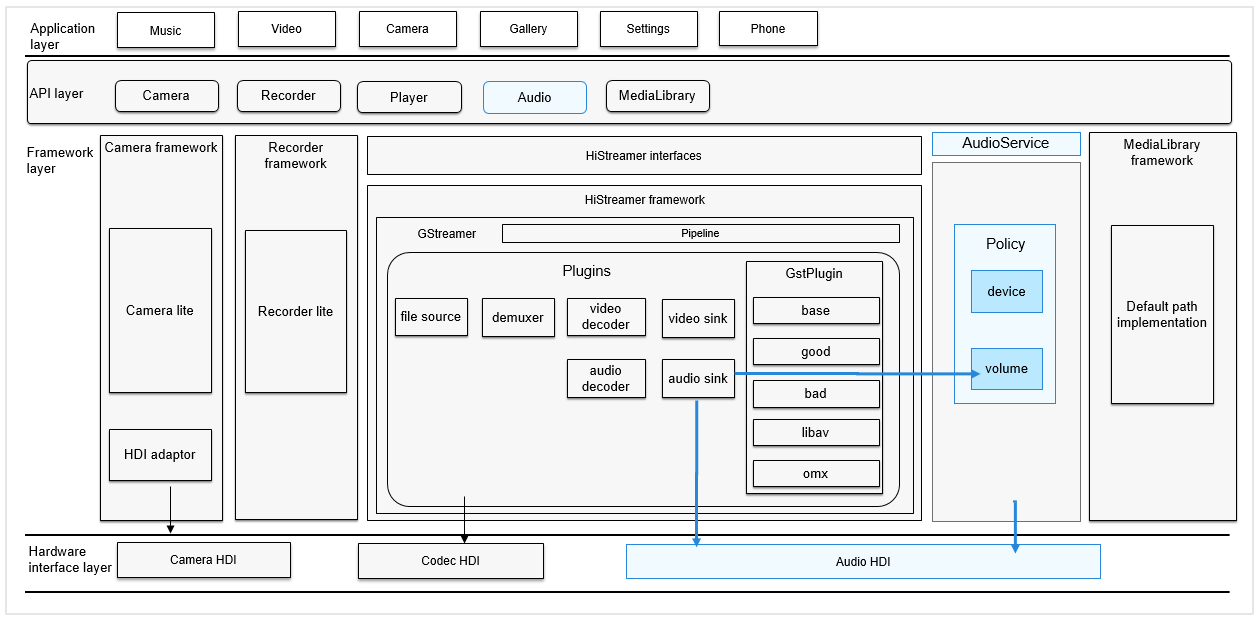 Application
layer
Music
Video
Camera
Gallery
Settings
Phone
API layer
Camera
Recorder
Player
Audio
MediaLibrary
Framework
layer
Camera framework
Camera lite
HDI adaptor
Recorder
framework
Recorder lite
HiStreamer interfaces
HiStreamer framework
GStreamer
Pipeline
Plugins
file source
demuxer
video
decoder
video sink
audio
decoder
audio sink
GstPlugin
base
good
bad
libav
omx
AudioService
Policy
device
volume
MediaLibrary
framework
Default path
implementation
Hardware
interface layer
Camera HDI
Codec HDI
Audio HDI